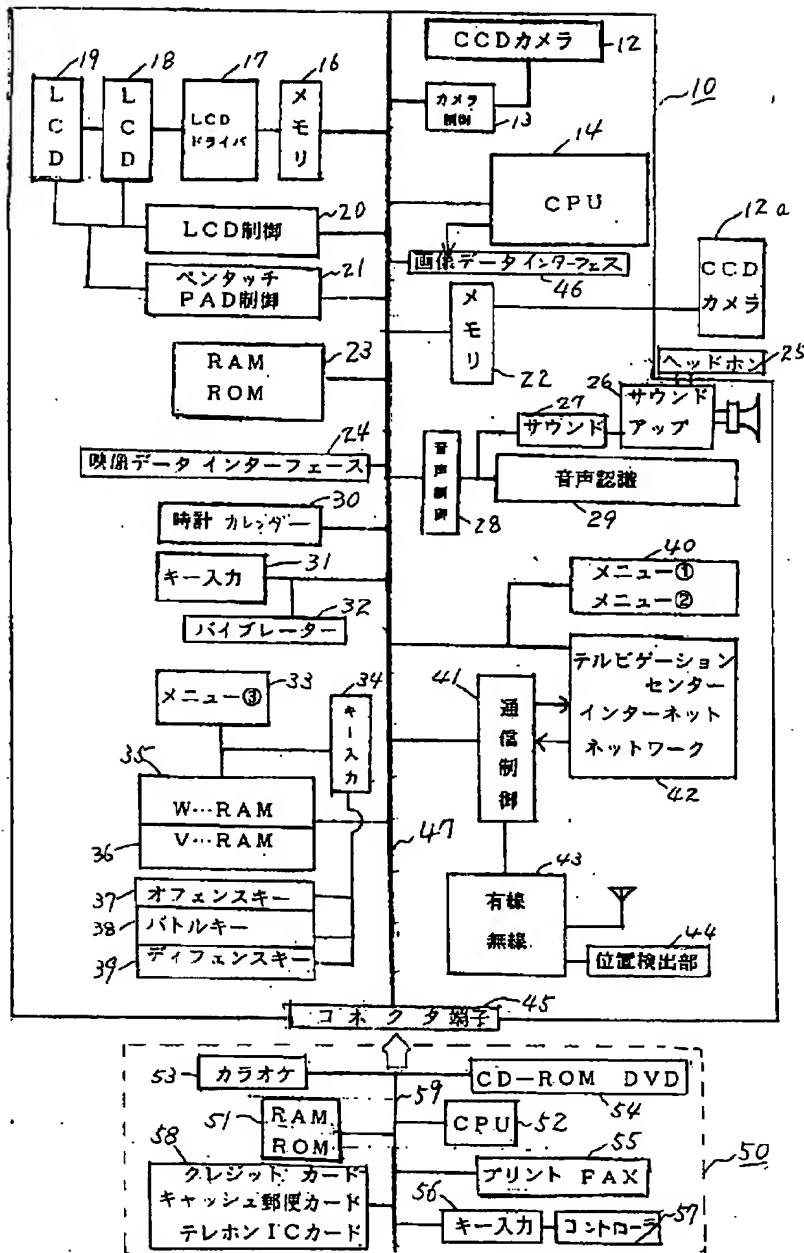 CCDカメラ
12
19
18
17
16
LCD
LCD
LCD
ドライバ
メモリ
カメラ
制御
13
10
14
CPU
20
LCD制御
12a
CCD
カメラ
画像データインターフェス
46
21
ペンタッチ
PAD制御
メモリ
22
23
RAM
ROM
ヘッドホン
25
26
サウンド
アップ
27
サウンド
24
映像データ インターフェース
音声制御
28
音声認識
29
30
時計 カレンダー
31
キー入力
32
バイブレーター
40
メニュー①
メニュー②
33
メニュー③
34
キー入力
41
通信制御
テルビゲーション
センター
インターネット
ネットワーク
42
35
W…RAM
36
V…RAM
47
43
有線
無線
37
オフェンスキー
38
バトルキー
39
ディフェンスキー
44
位置検出部
45
コネクタ端子
53
カラオケ
59
CD-ROM DVD
54
51
RAM
ROM
CPU
52
58
クレジット カード
キャッシュ郵便カード
テレホンICカード
55
プリント FAX
50
56
キー入力
コントローラ
57